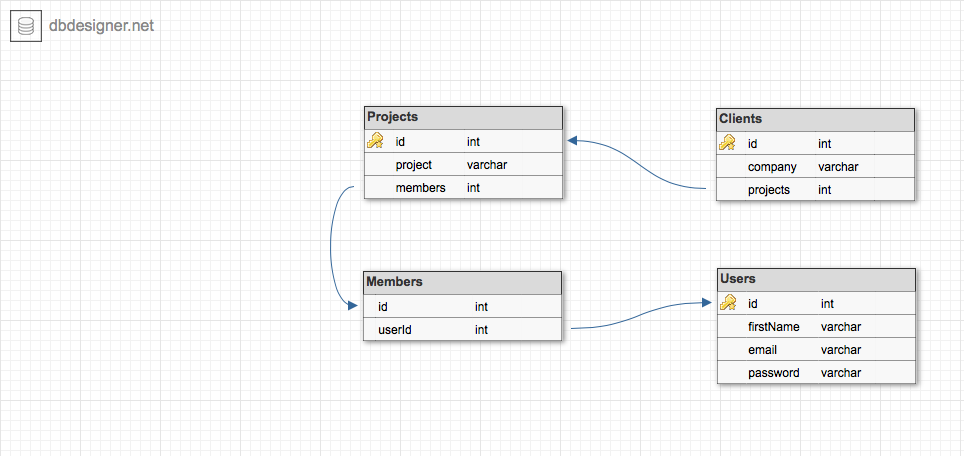 dbdesigner.net
Projects
id int
project varchar
members int
Clients
id int
company varchar
projects int
Members
id int
userId int
Users
id int
firstName varchar
email varchar
password varchar